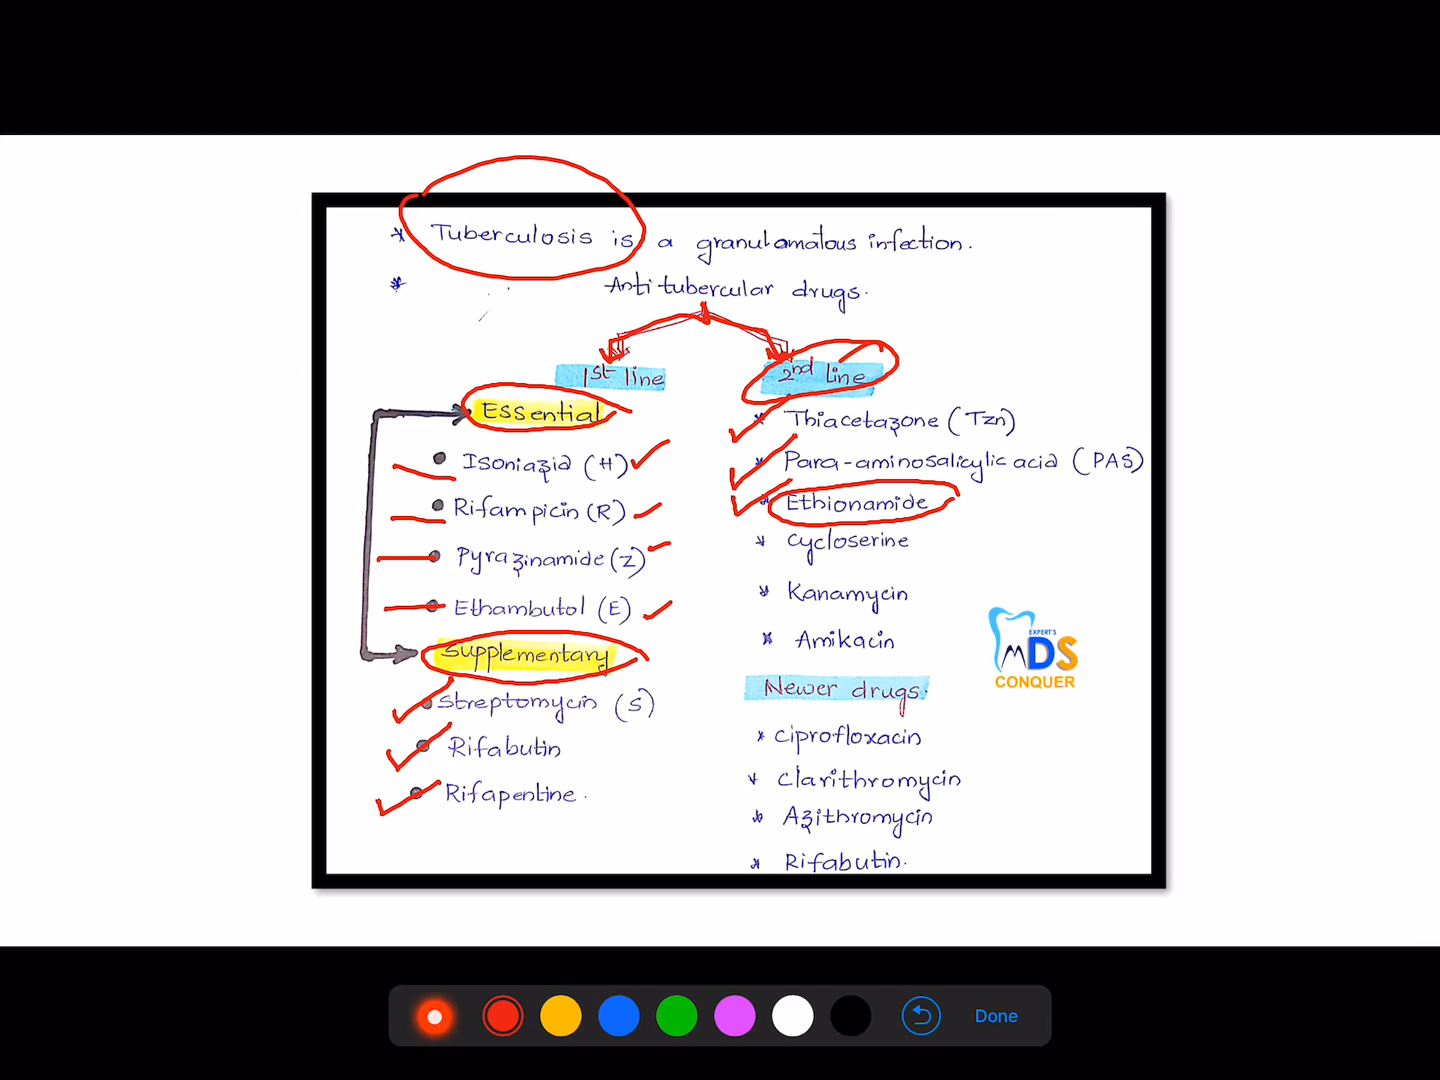 * Tuberculosis is a granulamatous infection.
* Anti tubercular drugs.
1st line
Essential
Isoniazid (H)
Rifampicin (R)
Pyrazinamide (Z)
Ethambutol (E)
Supplementary
Streptomycin (S)
Rifabutin
Rifapentine.
2nd Line
* Thiacetazone (Tzn)
* Para-aminosalicylic acid (PAS)
* Ethionamide
* Cycloserine
* Kanamycin
* Amikacin
Newer drugs.
* Ciprofloxacin
* Clarithromycin
* Azithromycin
* Rifabutin.
EXPERT'S
MDS
CONQUER
Done